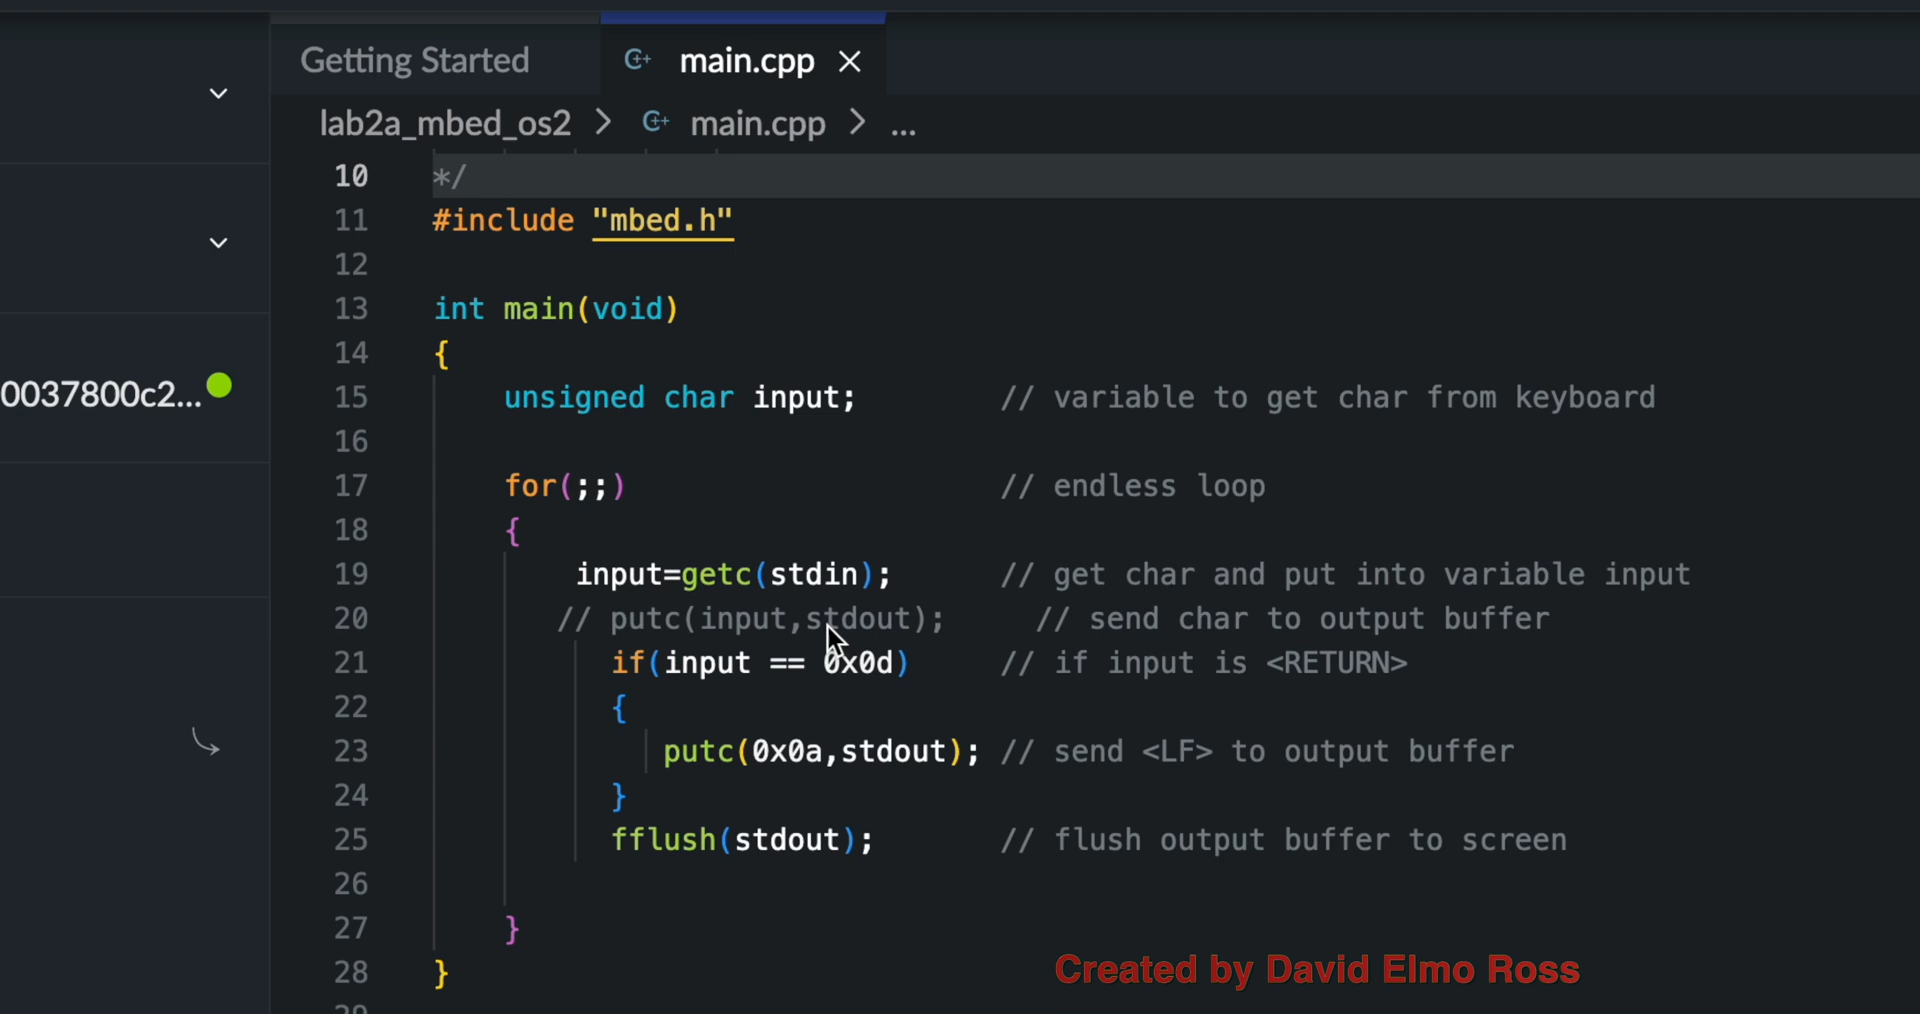 Getting Started
main.cpp
lab2a_mbed_os2 > main.cpp > ...
0037800c2...
10 */
11 #include "mbed.h"
12
13 int main(void)
14 {
15 unsigned char input; // variable to get char from keyboard
16
17 for(;;) // endless loop
18 {
19 input=getc(stdin); // get char and put into variable input
20 // putc(input,stdout); // send char to output buffer
21 if(input == 0x0d) // if input is <RETURN>
22 {
23 putc(0x0a,stdout); // send <LF> to output buffer
24 }
25 fflush(stdout); // flush output buffer to screen
26
27 }
28 }
Created by David Elmo Ross